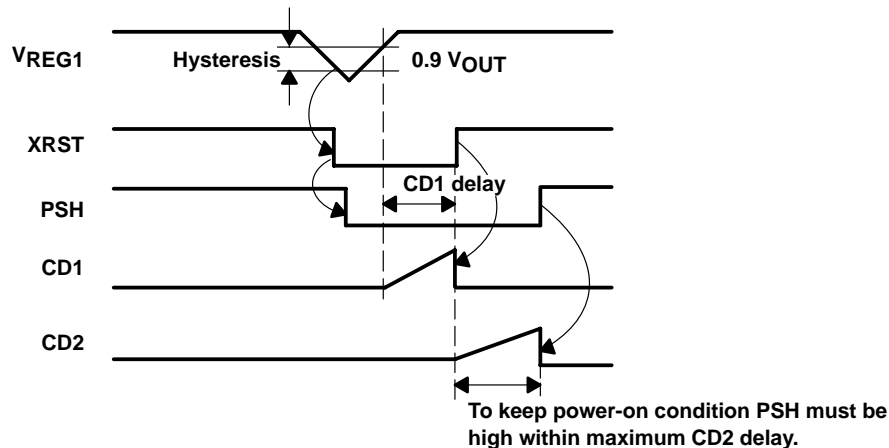 VREG1
Hysteresis
0.9 VOUT
XRST
CD1 delay
PSH
CD1
CD2
To keep power-on condition PSH must be
high within maximum CD2 delay.